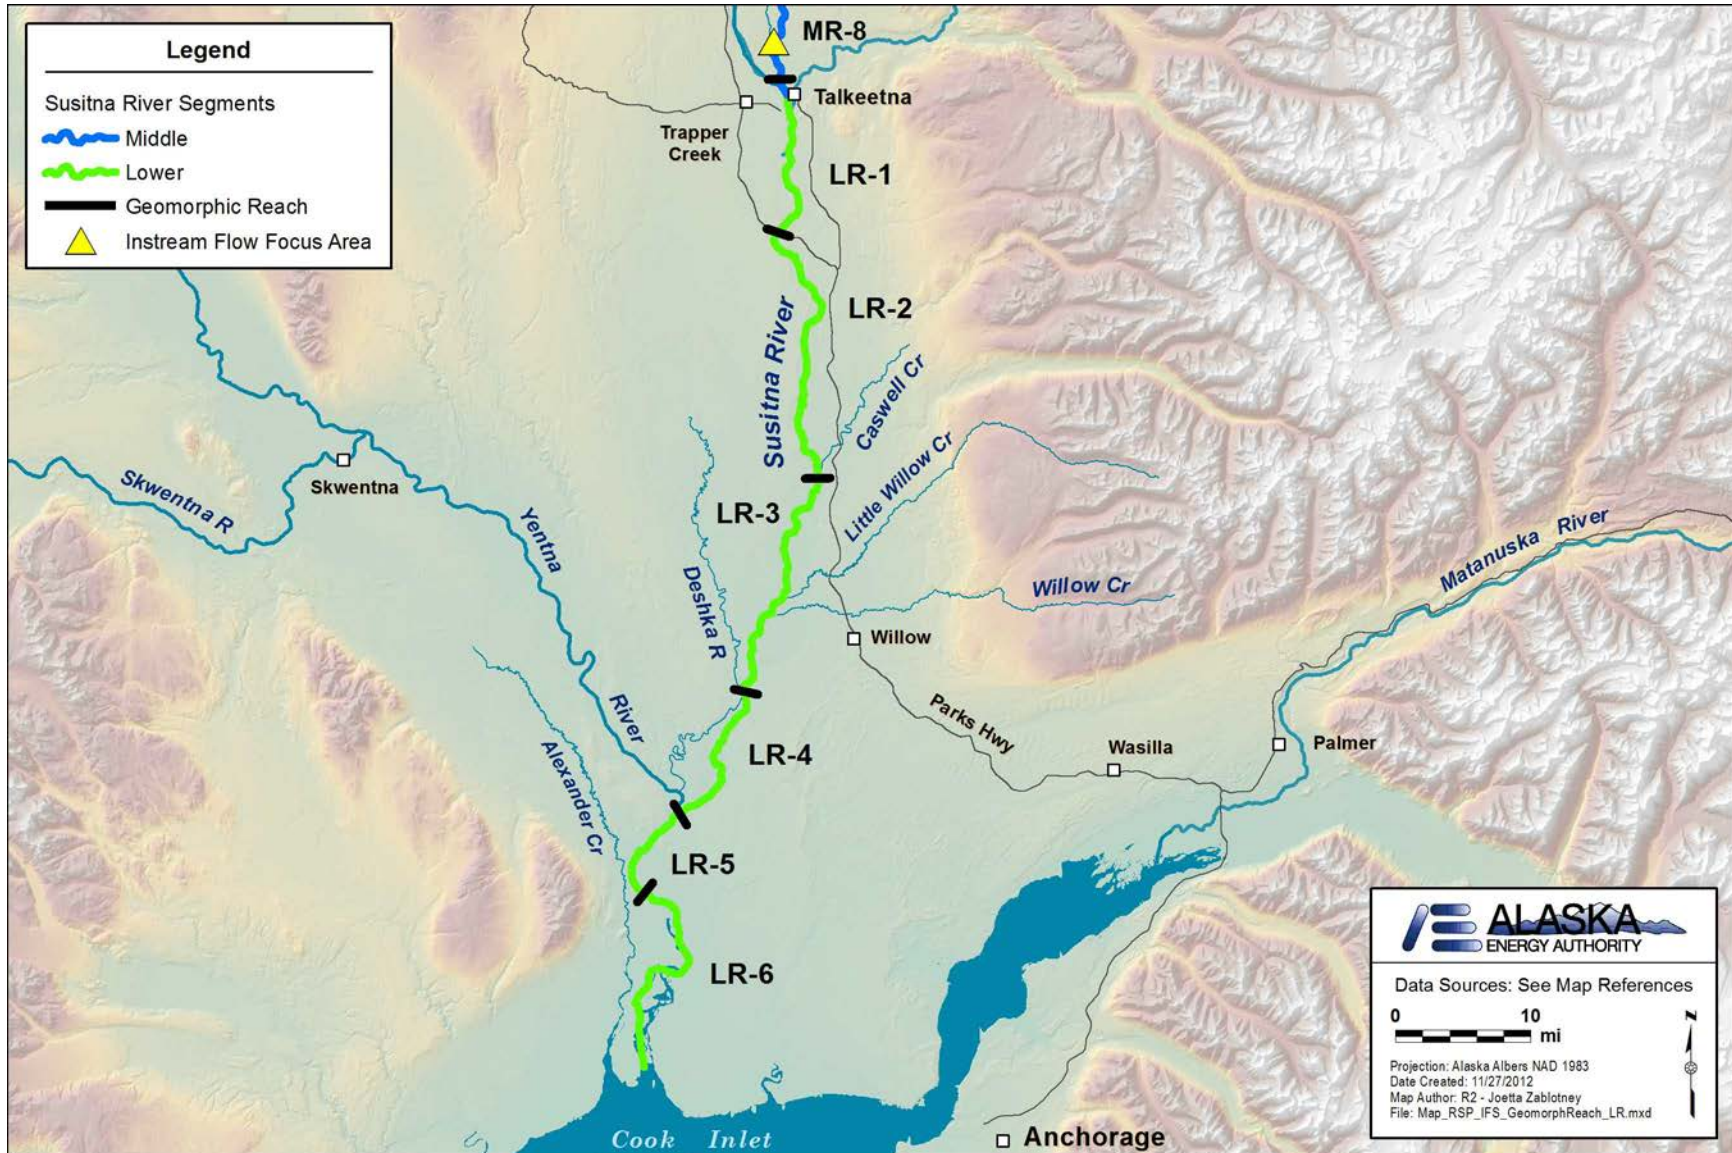 Legend
Susitna River Segments
Middle
Lower
Geomorphic Reach
Instream Flow Focus Area
MR-8
Talkeetna
Trapper
Creek
LR-1
LR-2
Susitna River
Caswell Cr
Skwentna R
Skwentna
Yentna
River
LR-3
Little Willow Cr
Deshka R
Willow Cr
Willow
Matanuska River
Parks Hwy
Wasilla
Palmer
LR-4
Alexander Cr
LR-5
LR-6
Cook Inlet
Anchorage
ALASKA
ENERGY AUTHORITY
Data Sources: See Map References
0 10
mi
N
Projection: Alaska Albers NAD 1983
Date Created: 11/27/2012
Map Author: R2 - Joetta Zablotney
File: Map_RSP_IFS_GeomorphReach_LR.mxd